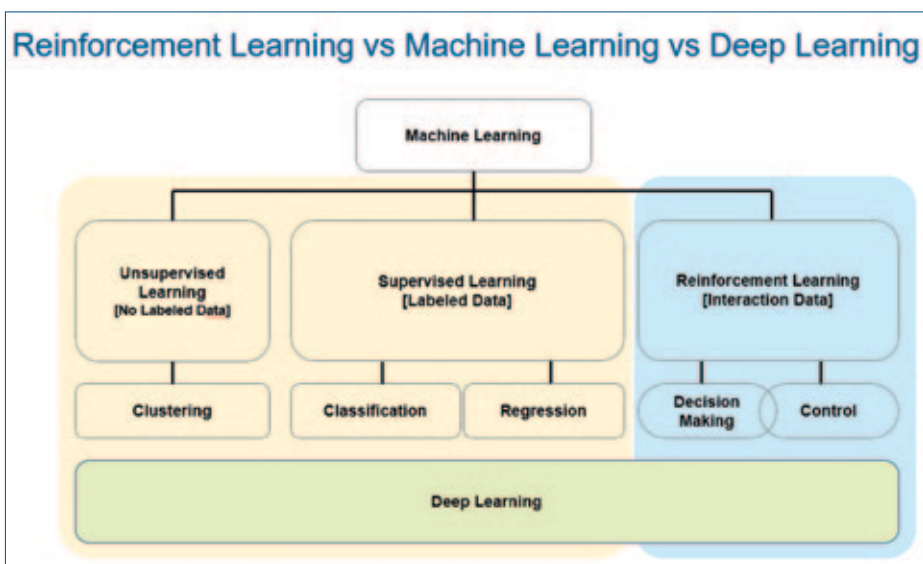 Reinforcement Learning vs Machine Learning vs Deep Learning
Machine Learning
Unsupervised
Learning
[No Labeled Data]
Supervised Learning
[Labeled Data]
Reinforcement Learning
[Interaction Data]
Clustering
Classification
Regression
Decision
Making
Control
Deep Learning